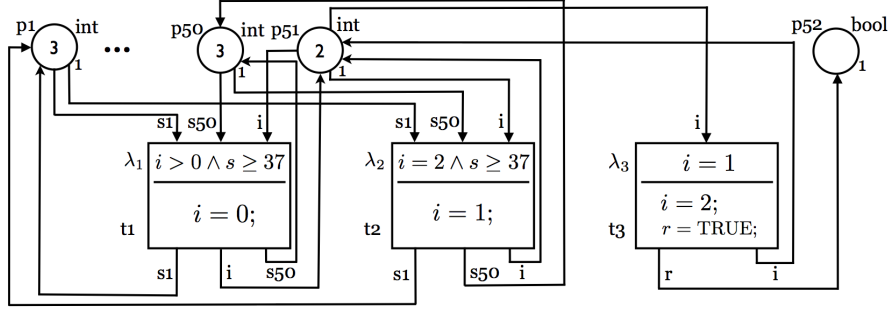 p1 int p50 int p51 int p52 bool
3 ... 3 2
1 1 1 1
s1 s50 i s1 s50 i i
λ1 i > 0 ∧ s ≥ 37 λ2 i = 2 ∧ s ≥ 37 λ3 i = 1
t1 i = 0; t2 i = 1; t3 i = 2;
r = TRUE;
s1 i s50 s1 s50 i r i